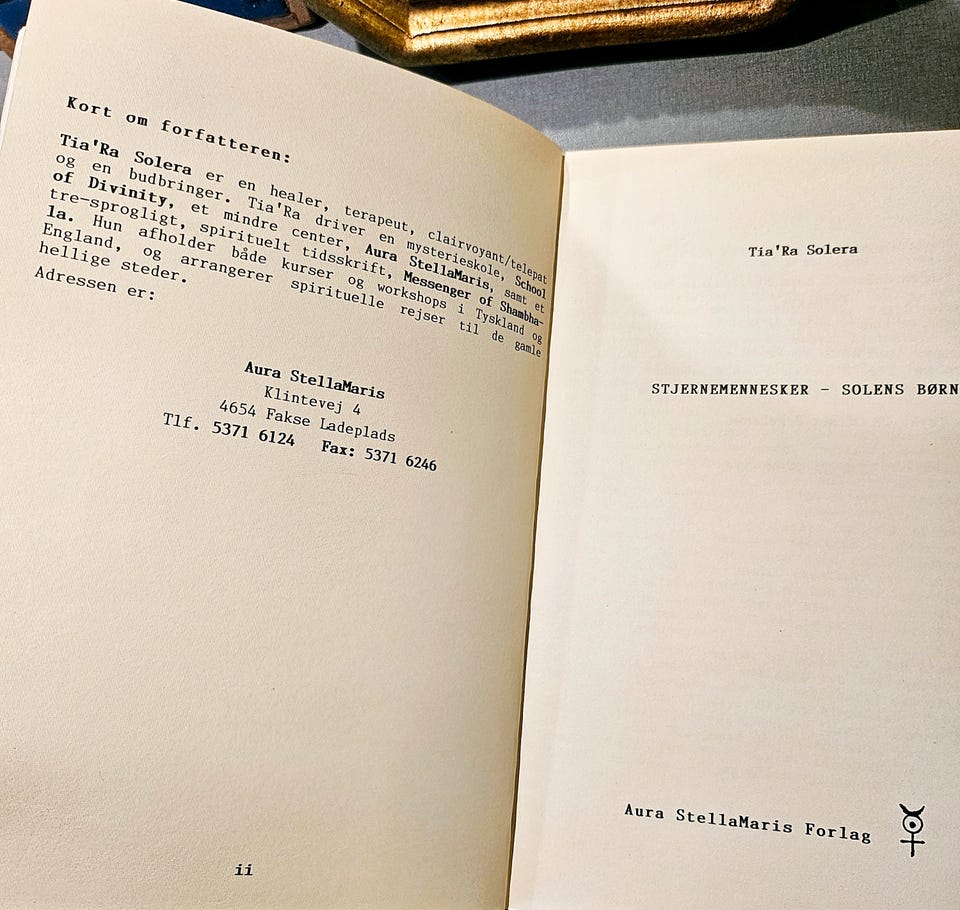 Kort om forfatteren:
Tia'Ra Solera er en healer, terapeut, clairvoyant/telepat
og en budbringer. Tia'Ra driver en mysterieskole, School
of Divinity, et mindre center, Aura StellaMaris, samt et
tre-sprogligt, spirituelt tidsskrift, Messenger of Shambha-
la. Hun afholder både kurser og workshops i Tyskland og
England, og arrangerer spirituelle rejser til de gamle
hellige steder.
Adressen er:
Aura StellaMaris
Klintevej 4
4654 Fakse Ladeplads
Tlf. 5371 6124 Fax: 5371 6246
ii
Tia'Ra Solera
STJERNEMENNESKER - SOLENS BØRN
Aura StellaMaris Forlag